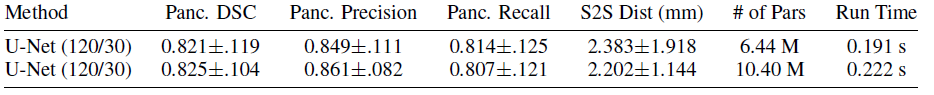 Method Panc. DSC Panc. Precision Panc. Recall S2S Dist (mm) # of Pars Run Time
U-Net (120/30) 0.821±.119 0.849±.111 0.814±.125 2.383±1.918 6.44 M 0.191 s
U-Net (120/30) 0.825±.104 0.861±.082 0.807±.121 2.202±1.144 10.40 M 0.222 s